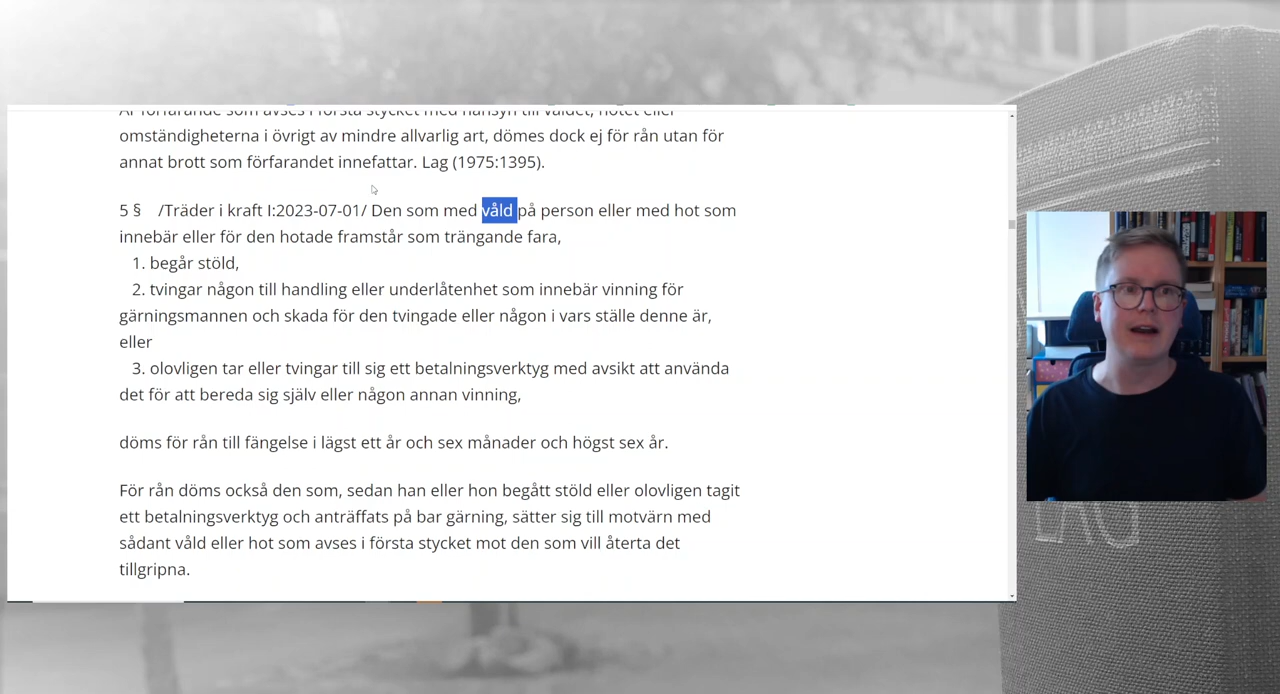 omständigheterna i övrigt av mindre allvarlig art, dömes dock ej för rån utan för
annat brott som förfarandet innefattar. Lag (1975:1395).
5 § /Träder i kraft I:2023-07-01/ Den som med våld på person eller med hot som
innebär eller för den hotade framstår som trängande fara,
1. begår stöld,
2. tvingar någon till handling eller underlåtenhet som innebär vinning för
gärningsmannen och skada för den tvingade eller någon i vars ställe denne är,
eller
3. olovligen tar eller tvingar till sig ett betalningsverktyg med avsikt att använda
det för att bereda sig själv eller någon annan vinning,
döms för rån till fängelse i lägst ett år och sex månader och högst sex år.
För rån döms också den som, sedan han eller hon begått stöld eller olovligen tagit
ett betalningsverktyg och anträffats på bar gärning, sätter sig till motvärn med
sådant våld eller hot som avses i första stycket mot den som vill återta det
tillgripna.
LAG